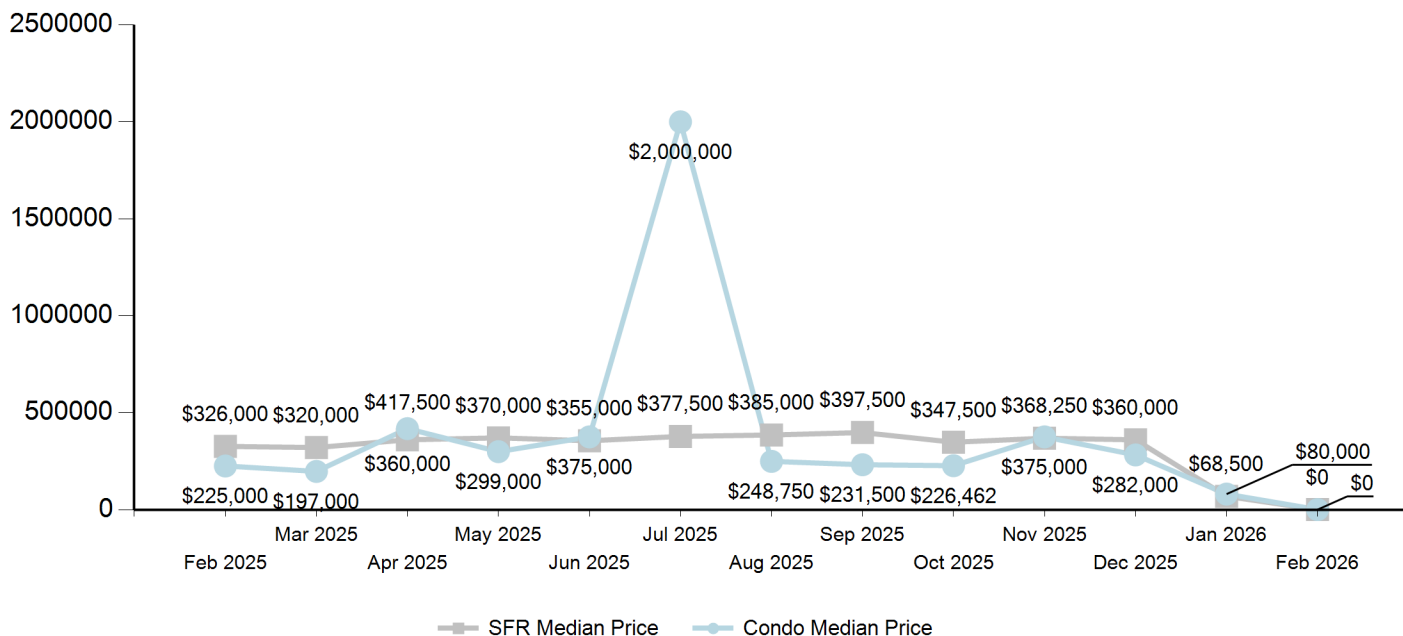 2500000
2000000
$2,000,000
1500000
1000000
500000
$326,000 $320,000 $417,500 $370,000 $355,000 $377,500 $385,000 $397,500 $347,500 $368,250 $360,000
$225,000 $197,000 $360,000 $299,000 $375,000 $248,750 $231,500 $226,462 $375,000 $282,000 $68,500 $80,000
$0 $0
0
Mar 2025 May 2025 Jul 2025 Sep 2025 Nov 2025 Jan 2026
Feb 2025 Apr 2025 Jun 2025 Aug 2025 Oct 2025 Dec 2025 Feb 2026
SFR Median Price Condo Median Price